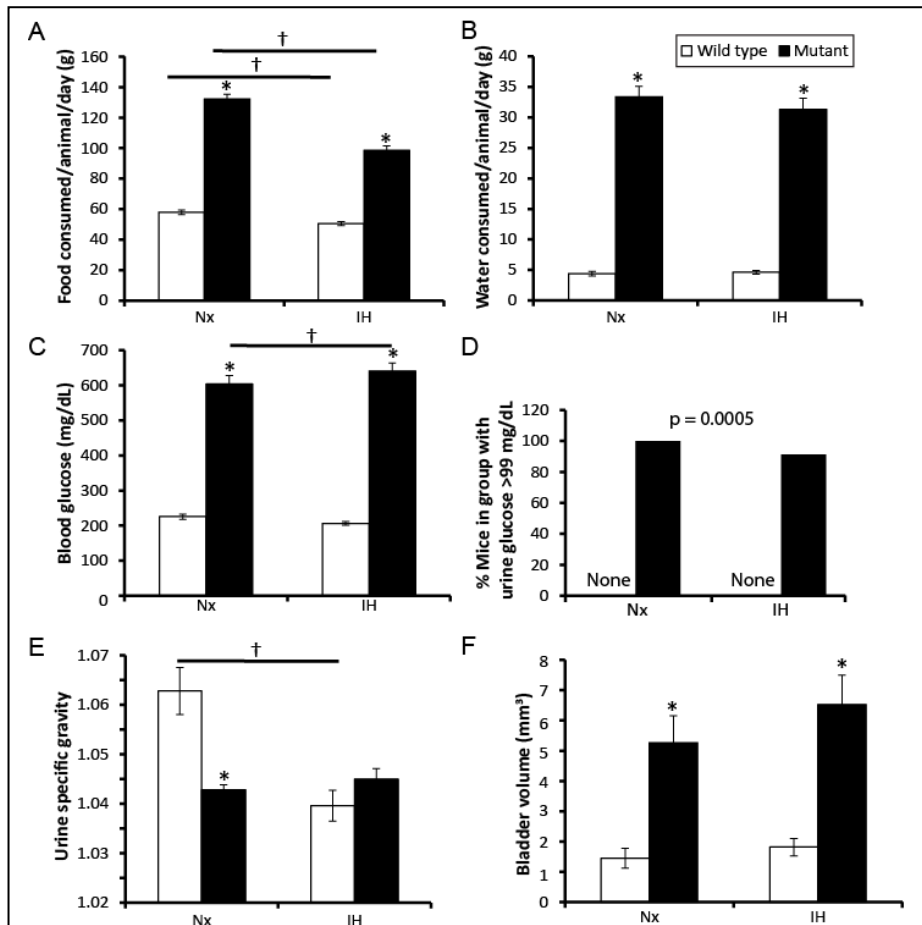 A
Food consumed/animal/day (g)
160
140
120
100
80
60
40
20
0
†
†
*
*
Nx
IH
B
Water consumed/animal/day (g)
40
35
30
25
20
15
10
5
0
Wild type
Mutant
*
*
Nx
IH
C
Blood glucose (mg/dL)
700
600
500
400
300
200
100
0
†
*
*
Nx
IH
D
% Mice in group with
urine glucose >99 mg/dL
120
100
80
60
40
20
0
p = 0.0005
None
None
Nx
IH
E
Urine specific gravity
1.07
1.06
1.05
1.04
1.03
1.02
†
*
Nx
IH
F
Bladder volume (mm³)
8
7
6
5
4
3
2
1
0
*
*
Nx
IH